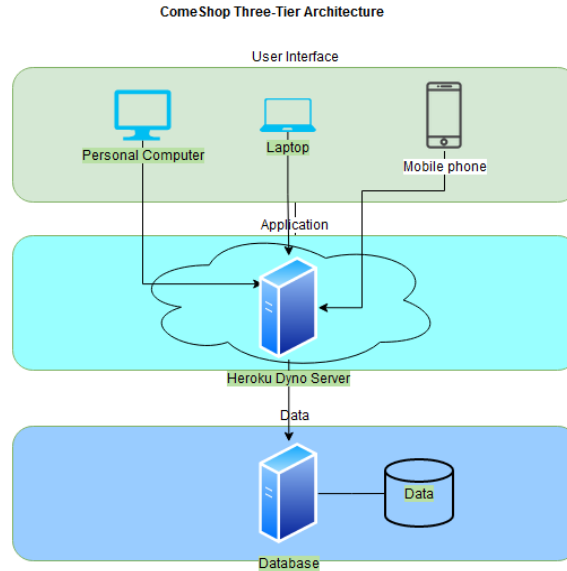 ComeShop Three-Tier Architecture
User Interface
Personal Computer
Laptop
Mobile phone
Application
Heroku Dyno Server
Data
Data
Database